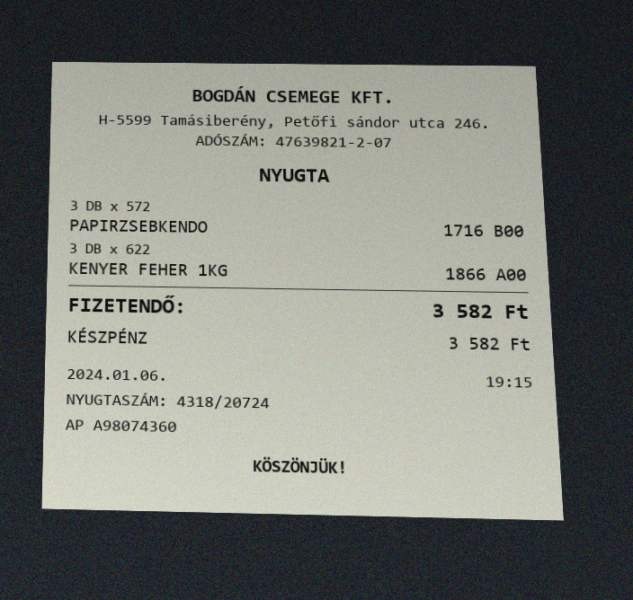 BOGDÁN CSEMEGE KFT.
H-5599 Tamásiberény, Petőfi sándor utca 246.
ADÓSZÁM: 47639821-2-07
NYUGTA
3 DB x 572
PAPIRZSEBKENDO 1716 B00
3 DB x 622
KENYER FEHER 1KG 1866 A00
FIZETENDŐ: 3 582 Ft
KÉSZPÉNZ 3 582 Ft
2024.01.06. 19:15
NYUGTASZÁM: 4318/20724
AP A98074360
KÖSZÖNJÜK!